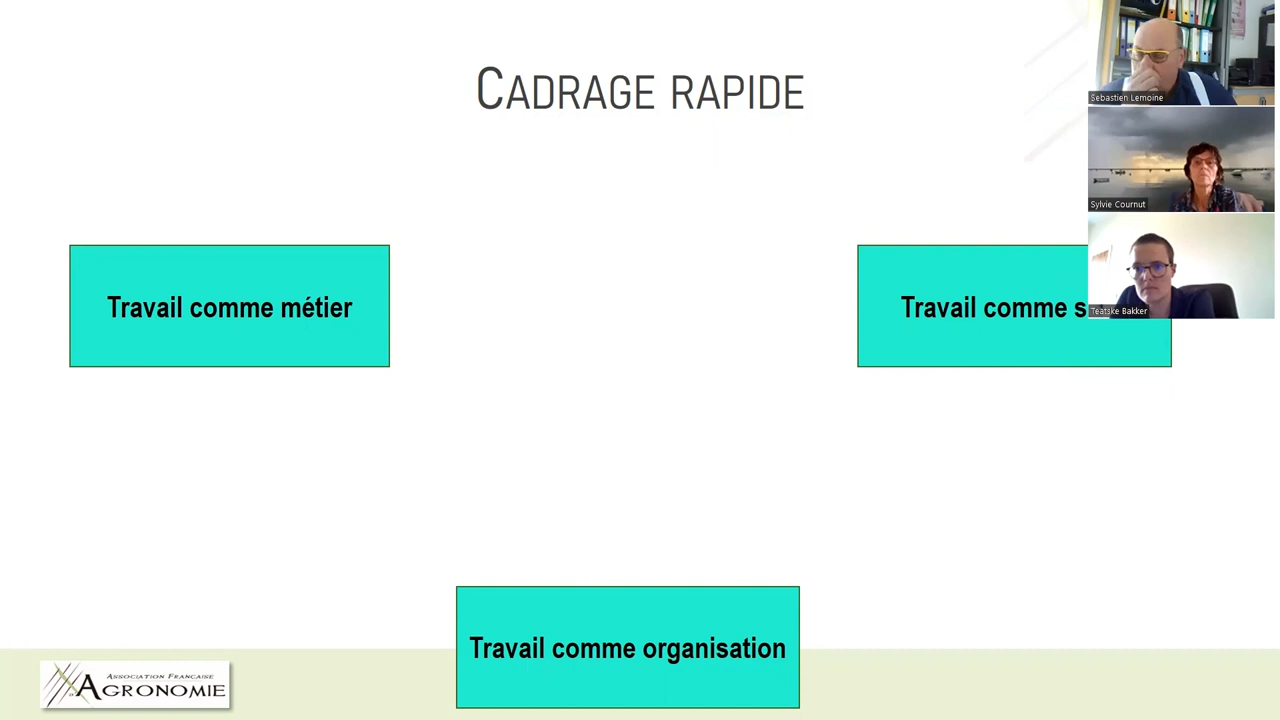 CADRAGE RAPIDE
Sebastien Lemoine
Sylvie Cournut
Teatske Bakker
Travail comme métier
Travail comme
Travail comme organisation
ASSOCIATION FRANÇAISE
AGRONOMIE